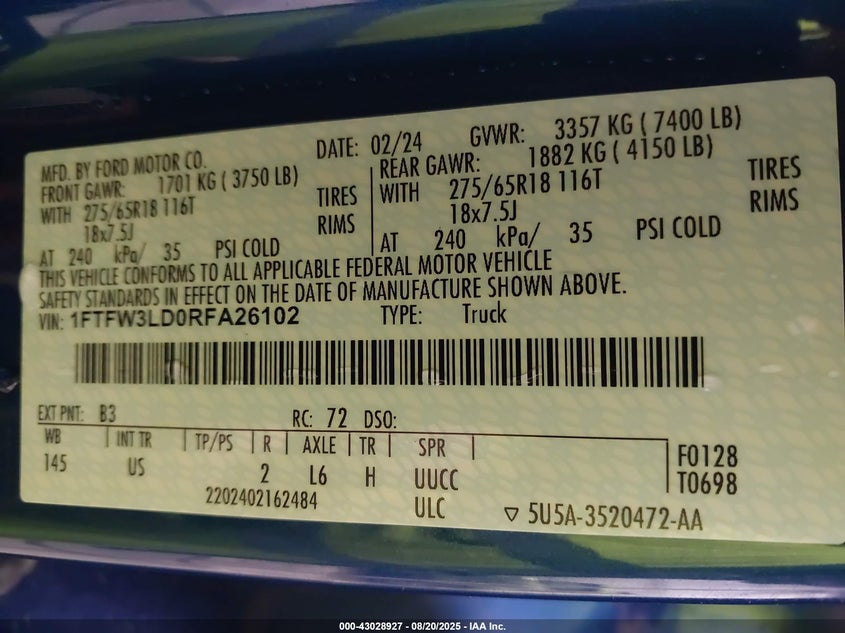 MFD. BY FORD MOTOR CO.
DATE: 02/24
GVWR: 3357 KG ( 7400 LB)
FRONT GAWR: 1701 KG ( 3750 LB)
REAR GAWR: 1882 KG ( 4150 LB)
WITH 275/65R18 116T TIRES
WITH 275/65R18 116T TIRES
18x7.5J RIMS
18x7.5J RIMS
AT 240 kPa/ 35 PSI COLD
AT 240 kPa/ 35 PSI COLD
THIS VEHICLE CONFORMS TO ALL APPLICABLE FEDERAL MOTOR VEHICLE
SAFETY STANDARDS IN EFFECT ON THE DATE OF MANUFACTURE SHOWN ABOVE.
VIN: 1FTFW3LD0RFA26102 TYPE: Truck
EXT PNT: B3 RC: 72 DSO:
WB INT TR TP/PS R AXLE TR SPR
145 US 2 L6 H UUCC
F0128
T0698
2202402162484 ULC
5U5A-3520472-AA
000-43028927 - 08/20/2025 - IAA Inc.